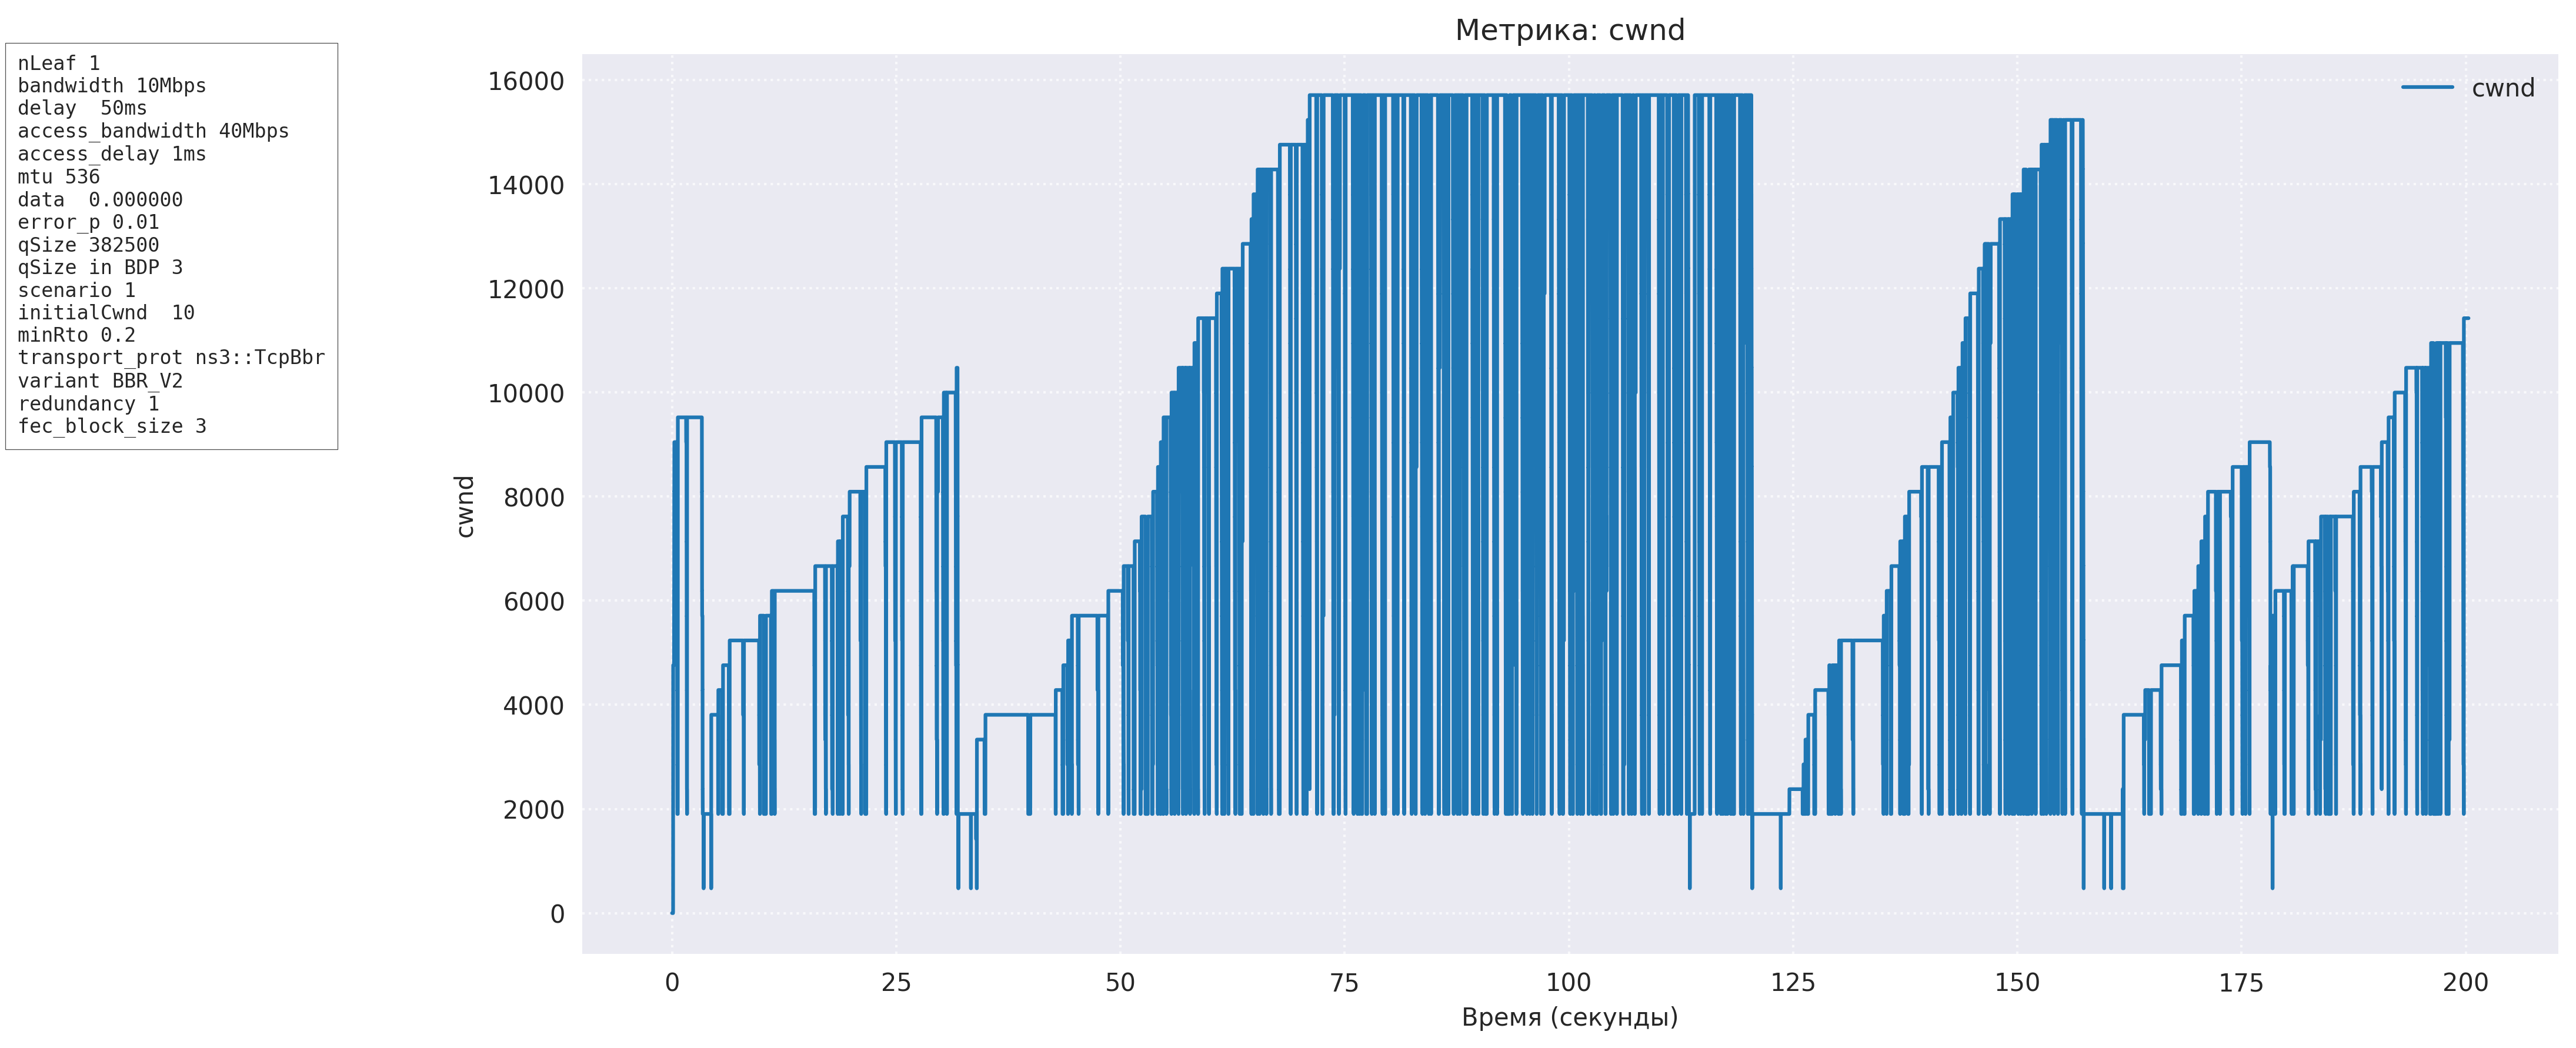 Метрика: cwnd
nLeaf 1
bandwidth 10Mbps
delay  50ms
access_bandwidth 40Mbps
access_delay 1ms
mtu 536
data  0.000000
error_p 0.01
qSize 382500
qSize in BDP 3
scenario 1
initialCwnd  10
minRto 0.2
transport_prot ns3::TcpBbr
variant BBR_V2
redundancy 1
fec_block_size 3
cwnd
16000
14000
12000
10000
8000
6000
4000
2000
0
cwnd
0 25 50 75 100 125 150 175 200
Время (секунды)